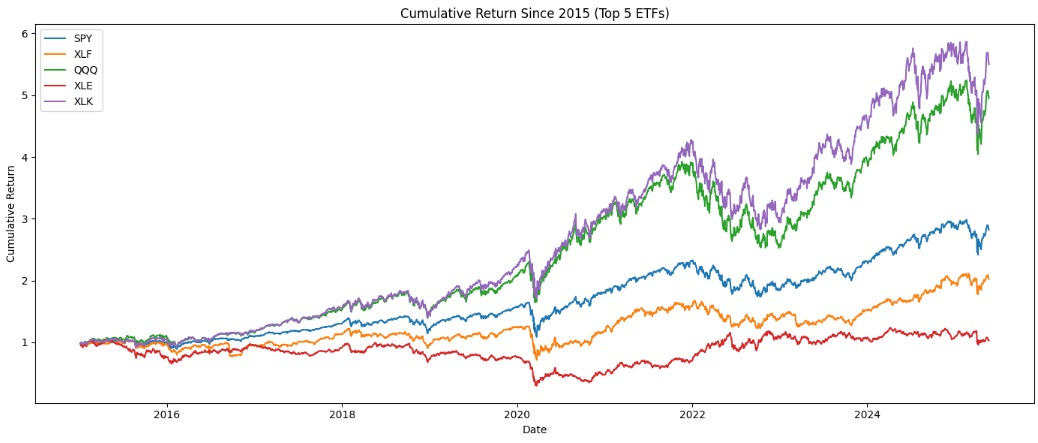 Cumulative Return Since 2015 (Top 5 ETFs)
SPY
XLF
QQQ
XLE
XLK
6
5
4
3
2
1
Cumulative Return
2016
2018
2020
2022
2024
Date